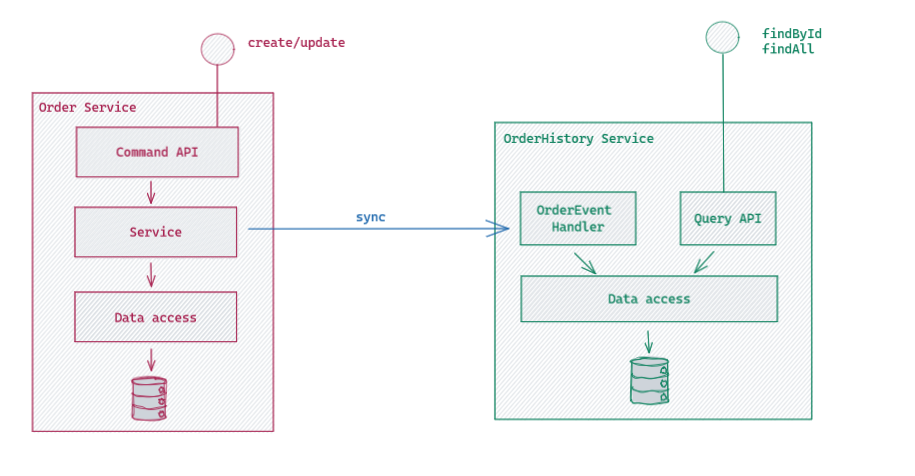 create/update
Order Service
Command API
Service
Data access
sync
findById
findAll
OrderHistory Service
OrderEvent
Handler
Query API
Data access